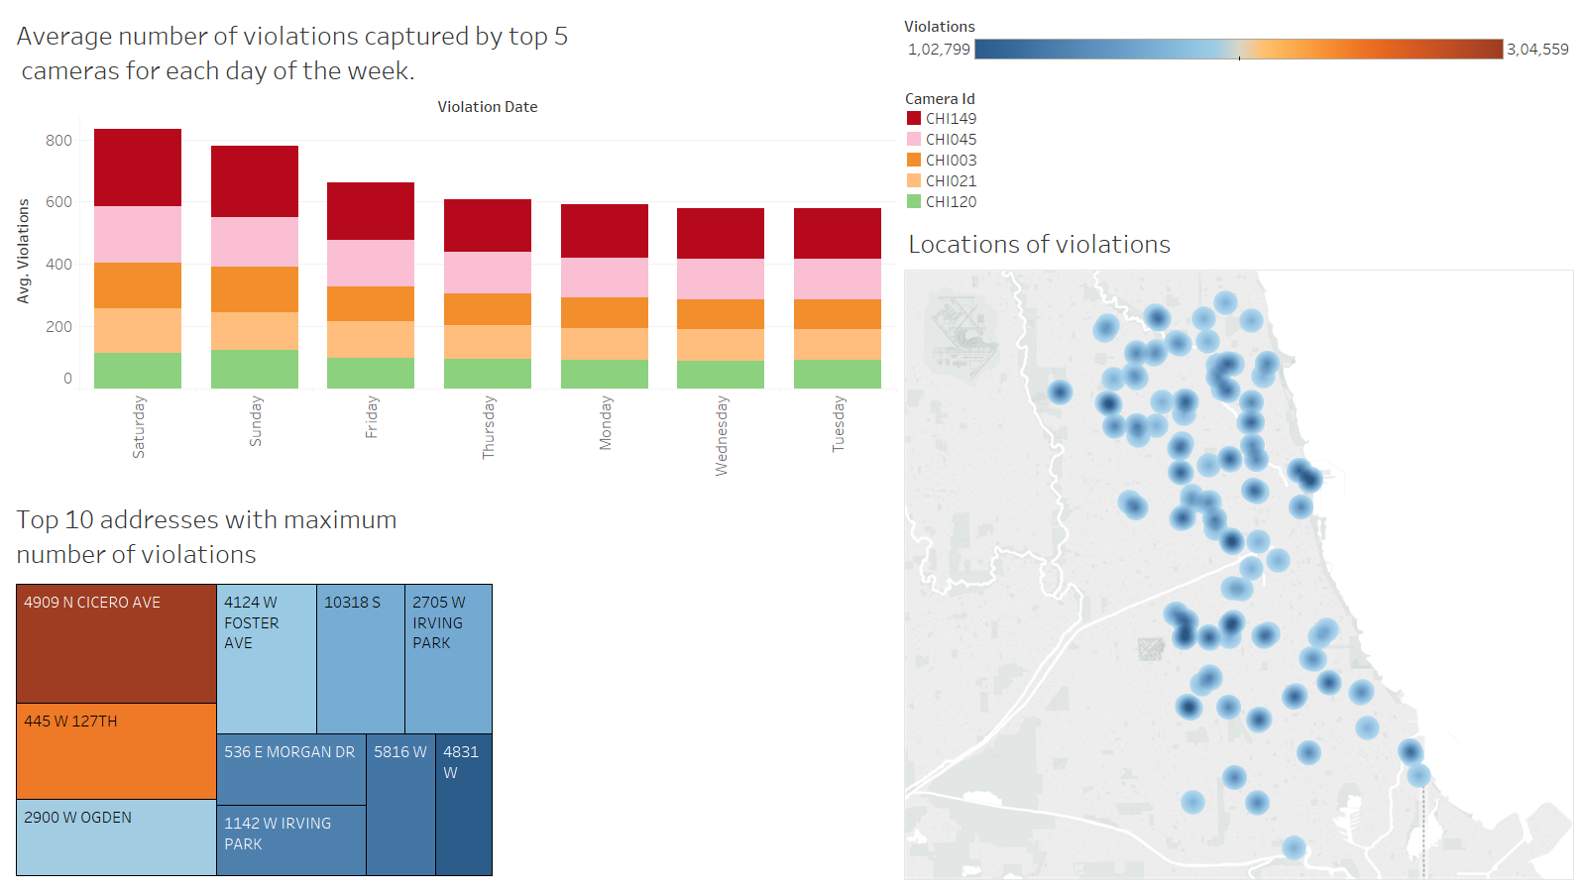 Average number of violations captured by top 5
cameras for each day of the week.
Violation Date
Avg. Violations
800
600
400
200
0
Saturday
Sunday
Friday
Thursday
Monday
Wednesday
Tuesday
Violations
1,02,799
3,04,559
Camera Id
CHI149
CHI045
CHI003
CHI021
CHI120
Locations of violations
Top 10 addresses with maximum
number of violations
4909 N CICERO AVE
445 W 127TH
2900 W OGDEN
4124 W
FOSTER
AVE
10318 S
2705 W
IRVING
PARK
536 E MORGAN DR
1142 W IRVING
PARK
5816 W
4831
W